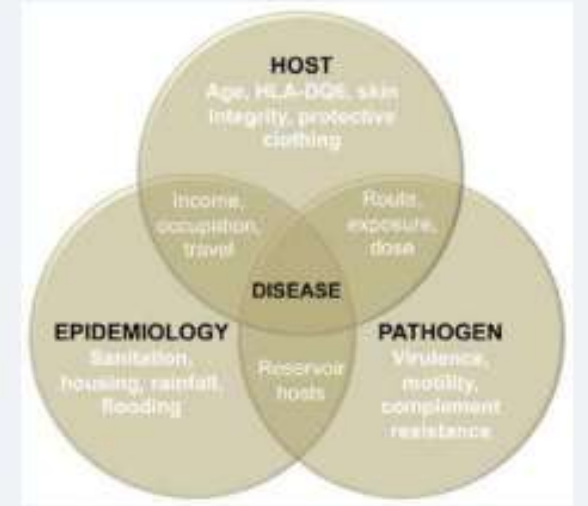 HOST
Age, HLA-DQ6, skin
integrity, protective
clothing
Income,
occupation,
travel
Route,
exposure,
dose
DISEASE
EPIDEMIOLOGY
Sanitation,
housing, rainfall,
flooding
Reservoir
hosts
PATHOGEN
Virulence,
motility,
complement
resistance